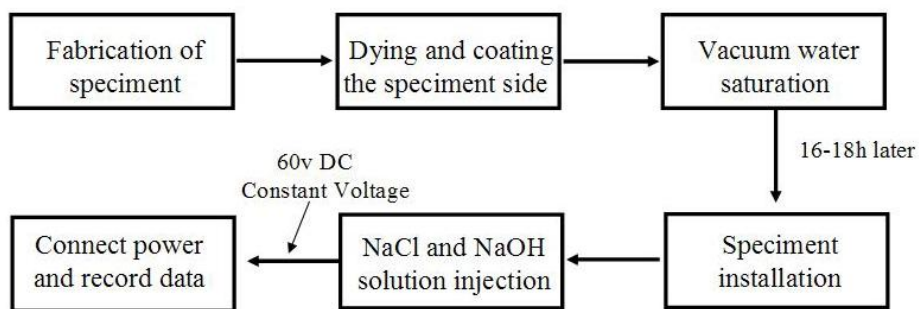 Fabrication of
speciment
Dying and coating
the speciment side
Vacuum water
saturation
16-18h later
Speciment
installation
NaCl and NaOH
solution injection
60v DC
Constant Voltage
Connect power
and record data